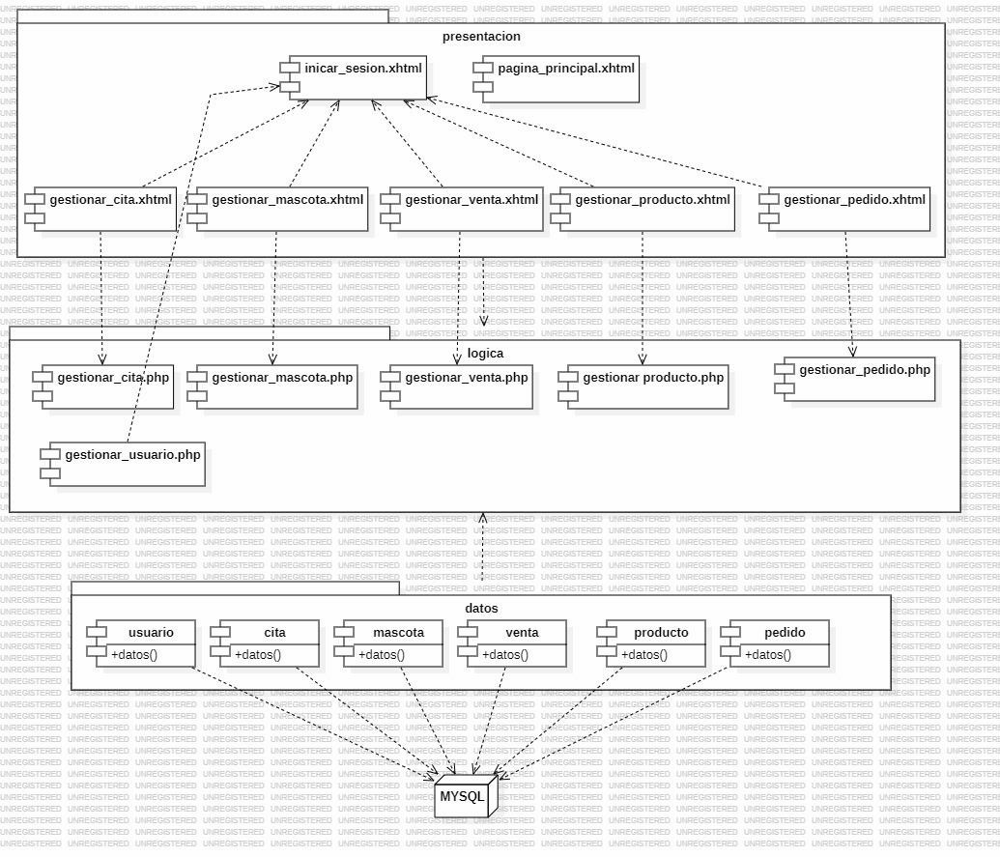 presentacion
inicar_sesion.xhtml
pagina_principal.xhtml
gestionar_cita.xhtml
gestionar_mascota.xhtml
gestionar_venta.xhtml
gestionar_producto.xhtml
gestionar_pedido.xhtml
logica
gestionar_cita.php
gestionar_mascota.php
gestionar_venta.php
gestionar producto.php
gestionar_pedido.php
gestionar_usuario.php
datos
usuario
+datos()
cita
+datos()
mascota
+datos()
venta
+datos()
producto
+datos()
pedido
+datos()
MYSQL
UNREGISTERED